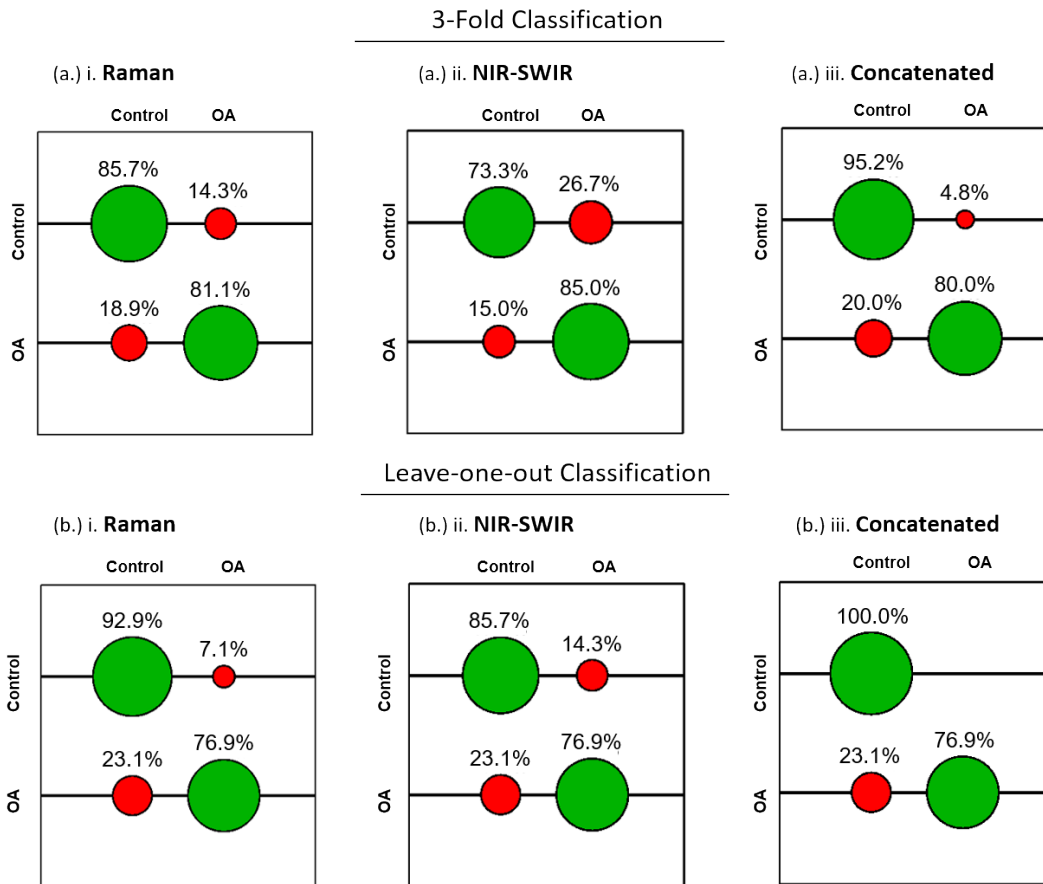 3-Fold Classification
(a.) i. Raman
(a.) ii. NIR-SWIR
(a.) iii. Concatenated
Control OA
Control OA
Control OA
85.7%
14.3%
73.3%
26.7%
95.2%
4.8%
Control
Control
Control
18.9%
81.1%
15.0%
85.0%
20.0%
80.0%
OA
OA
OA
Leave-one-out Classification
(b.) i. Raman
(b.) ii. NIR-SWIR
(b.) iii. Concatenated
Control OA
Control OA
Control OA
92.9%
7.1%
85.7%
14.3%
100.0%
Control
Control
Control
23.1%
76.9%
23.1%
76.9%
23.1%
76.9%
OA
OA
OA